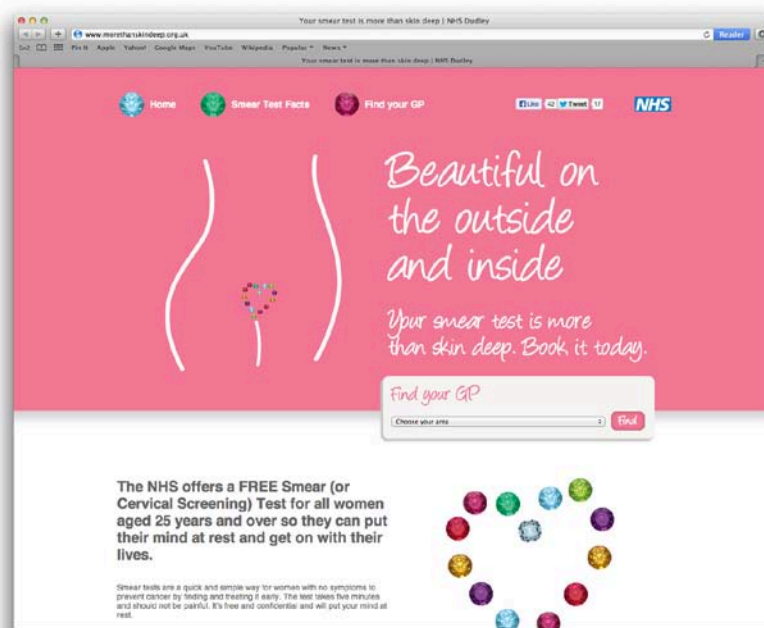 Your smear test is more than skin deep | NHS Dudley
www.morethanskindeep.org.uk
Reader
Pin It Apple Yahoo! Google Maps YouTube Wikipedia Popular News
Your smear test is more than skin deep | NHS Dudley
Home Smear Test Facts Find your GP Like 42 Tweet 17 NHS
Beautiful on
the outside
and inside
Your smear test is more
than skin deep. Book it today.
Find your GP
Choose your area Find
The NHS offers a FREE Smear (or
Cervical Screening) Test for all women
aged 25 years and over so they can put
their mind at rest and get on with their
lives.
Smear tests are a quick and simple way for women with no symptoms to
prevent cancer by finding and treating it early. The test takes five minutes
and should not be painful. It's free and confidential and will put your mind at
rest.